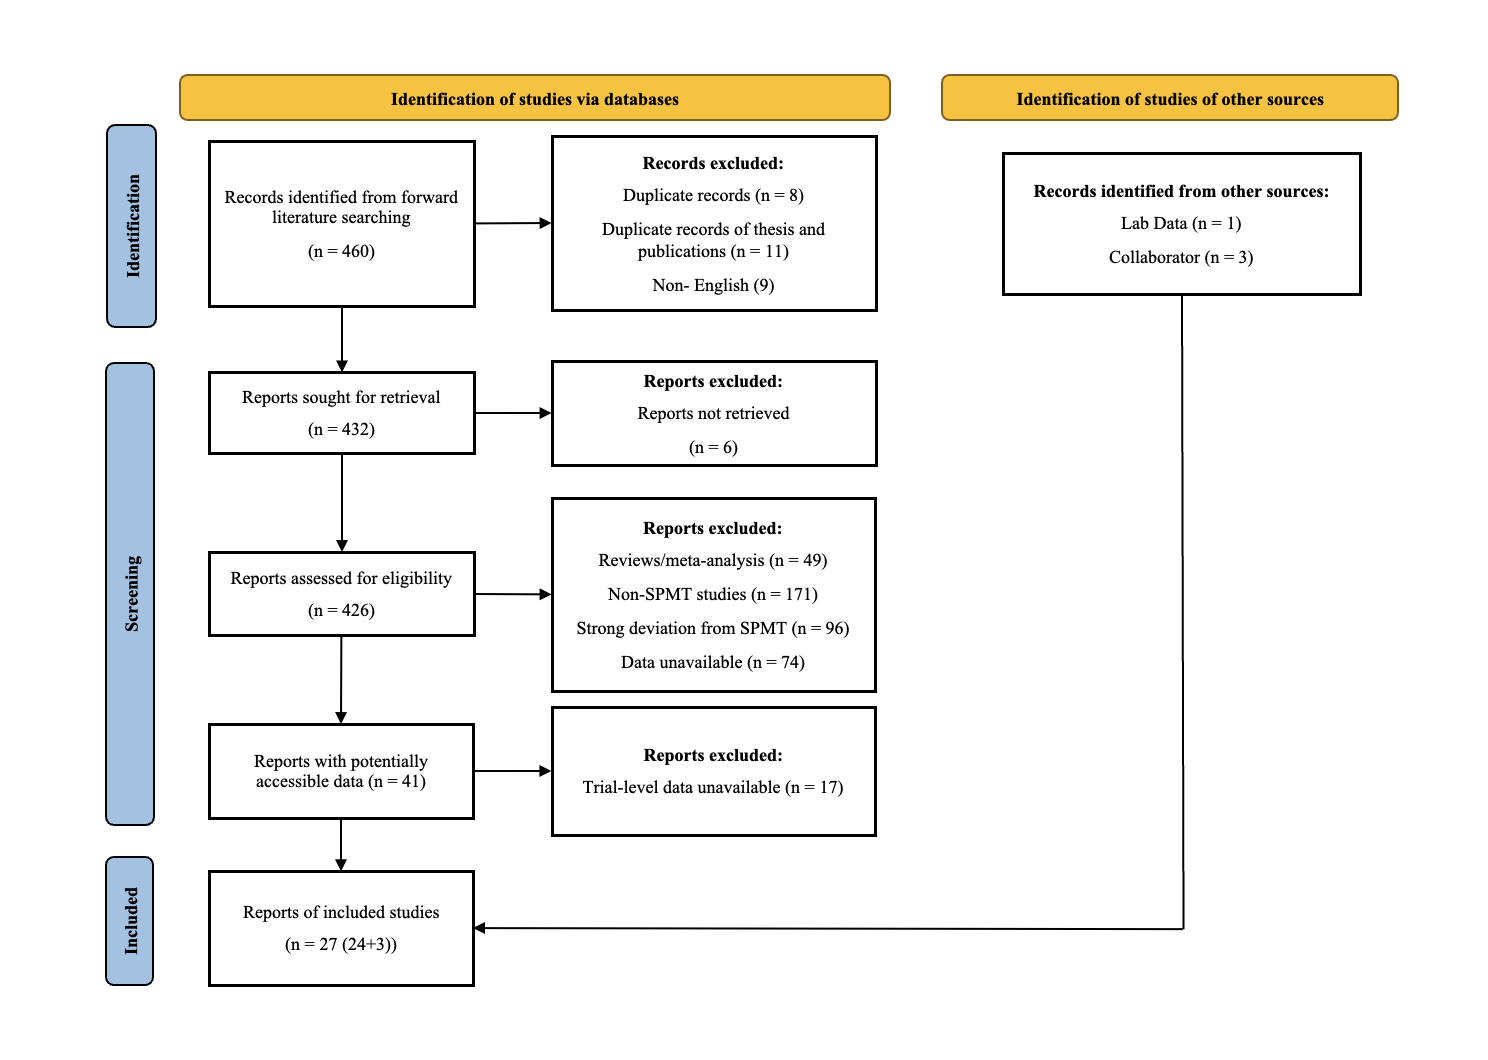 Identification of studies via databases
Identification of studies of other sources
Identification
Records identified from forward
literature searching
(n = 460)
Records excluded:
Duplicate records (n = 8)
Duplicate records of thesis and
publications (n = 11)
Non- English (9)
Records identified from other sources:
Lab Data (n = 1)
Collaborator (n = 3)
Screening
Reports sought for retrieval
(n = 432)
Reports excluded:
Reports not retrieved
(n = 6)
Reports assessed for eligibility
(n = 426)
Reports excluded:
Reviews/meta-analysis (n = 49)
Non-SPMT studies (n = 171)
Strong deviation from SPMT (n = 96)
Data unavailable (n = 74)
Reports with potentially
accessible data (n = 41)
Reports excluded:
Trial-level data unavailable (n = 17)
Included
Reports of included studies
(n = 27 (24+3))